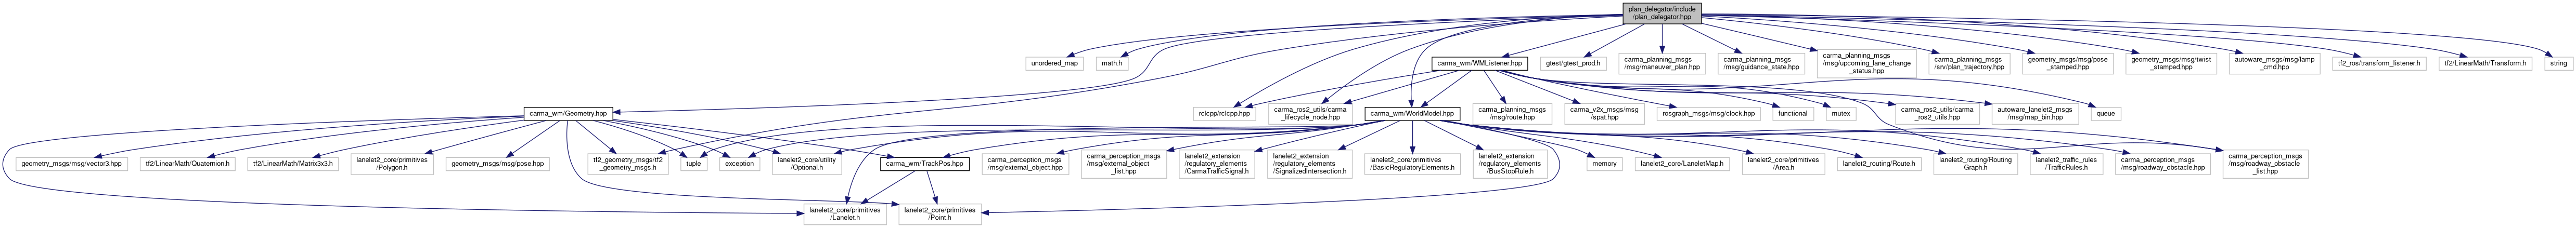 plan_delegator/include
/plan_delegator.hpp
unordered_map
math.h
carma_wm/WMListener.hpp
gtest/gtest_prod.h
carma_planning_msgs
/msg/maneuver_plan.hpp
carma_planning_msgs
/msg/guidance_state.hpp
carma_planning_msgs
/msg/upcoming_lane_change
_status.hpp
carma_planning_msgs
/srv/plan_trajectory.hpp
geometry_msgs/msg/pose
_stamped.hpp
geometry_msgs/msg/twist
_stamped.hpp
autoware_msgs/msg/lamp
_cmd.hpp
tf2_ros/transform_listener.h
tf2/LinearMath/Transform.h
string
carma_wm/Geometry.hpp
rclcpp/rclcpp.hpp
carma_ros2_utils/carma
_lifecycle_node.hpp
carma_wm/WorldModel.hpp
carma_planning_msgs
/msg/route.hpp
carma_v2x_msgs/msg
/spat.hpp
rosgraph_msgs/msg/clock.hpp
functional
mutex
carma_ros2_utils/carma
_ros2_utils.hpp
autoware_lanelet2_msgs
/msg/map_bin.hpp
queue
geometry_msgs/msg/vector3.hpp
tf2/LinearMath/Quaternion.h
tf2/LinearMath/Matrix3x3.h
lanelet2_core/primitives
/Polygon.h
geometry_msgs/msg/pose.hpp
tf2_geometry_msgs/tf2
_geometry_msgs.h
tuple
exception
lanelet2_core/utility
/Optional.h
carma_wm/TrackPos.hpp
carma_perception_msgs
/msg/external_object.hpp
carma_perception_msgs
/msg/external_object
_list.hpp
lanelet2_extension
/regulatory_elements
/CarmaTrafficSignal.h
lanelet2_extension
/regulatory_elements
/SignalizedIntersection.h
lanelet2_core/primitives
/BasicRegulatoryElements.h
lanelet2_extension
/regulatory_elements
/BusStopRule.h
memory
lanelet2_core/LaneletMap.h
lanelet2_core/primitives
/Area.h
lanelet2_routing/Route.h
lanelet2_routing/Routing
Graph.h
lanelet2_traffic_rules
/TrafficRules.h
carma_perception_msgs
/msg/roadway_obstacle.hpp
carma_perception_msgs
/msg/roadway_obstacle
_list.hpp
lanelet2_core/primitives
/Lanelet.h
lanelet2_core/primitives
/Point.h